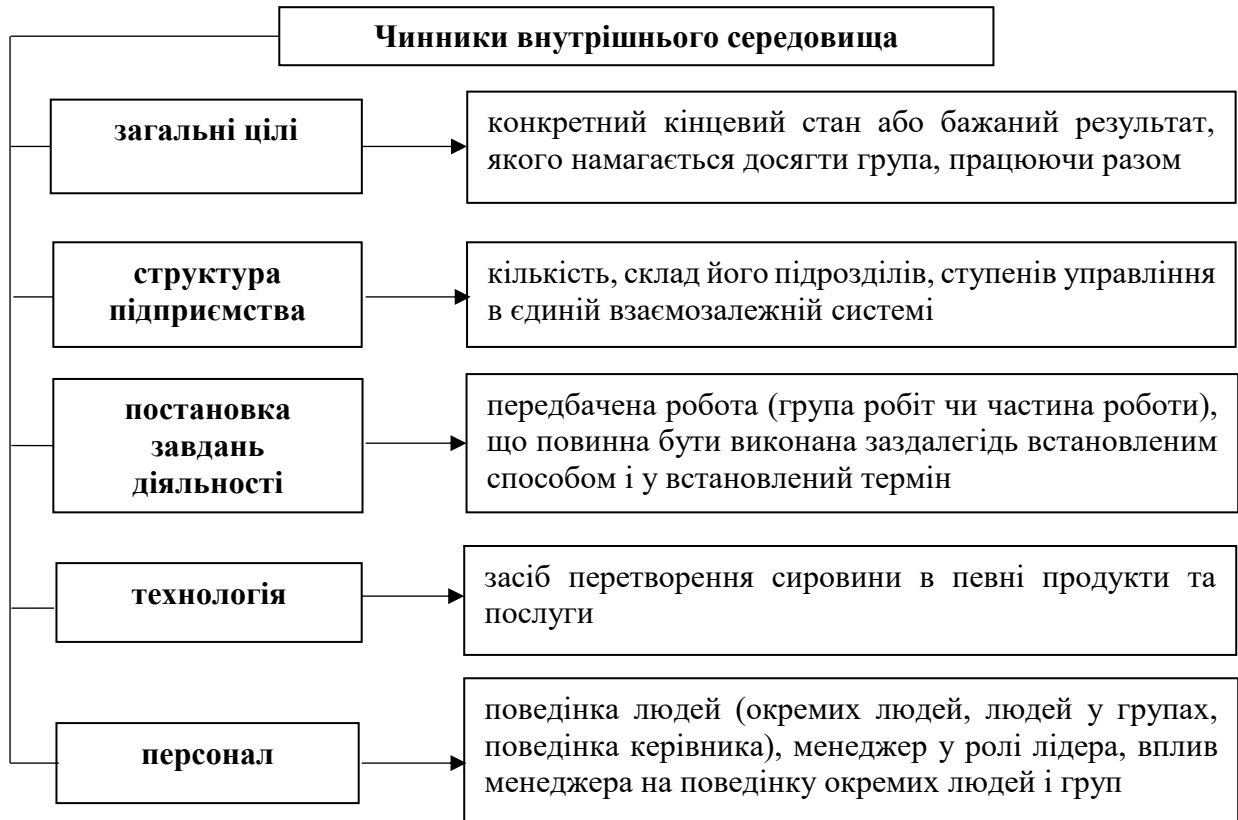 Чинники внутрішнього середовища
загальні цілі
конкретний кінцевий стан або бажаний результат,
якого намагається досягти група, працюючи разом
структура
підприємства
кількість, склад його підрозділів, ступенів управління
в єдиній взаємозалежній системі
постановка
завдань
діяльності
передбачена робота (група робіт чи частина роботи),
що повинна бути виконана заздалегідь встановленим
способом і у встановлений термін
технологія
засіб перетворення сировини в певні продукти та
послуги
персонал
поведінка людей (окремих людей, людей у групах,
поведінка керівника), менеджер у ролі лідера, вплив
менеджера на поведінку окремих людей і груп